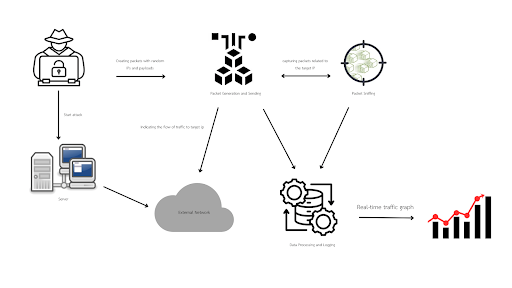 Creating packets with random
IP's and payloads
capturing packets related to
the target IP
Packet Generation and Sending
Packet Sniffing
Start attack
Indicating the flow of traffic to target ip
Server
External Network
Real-time traffic graph
Data Processing and Logging